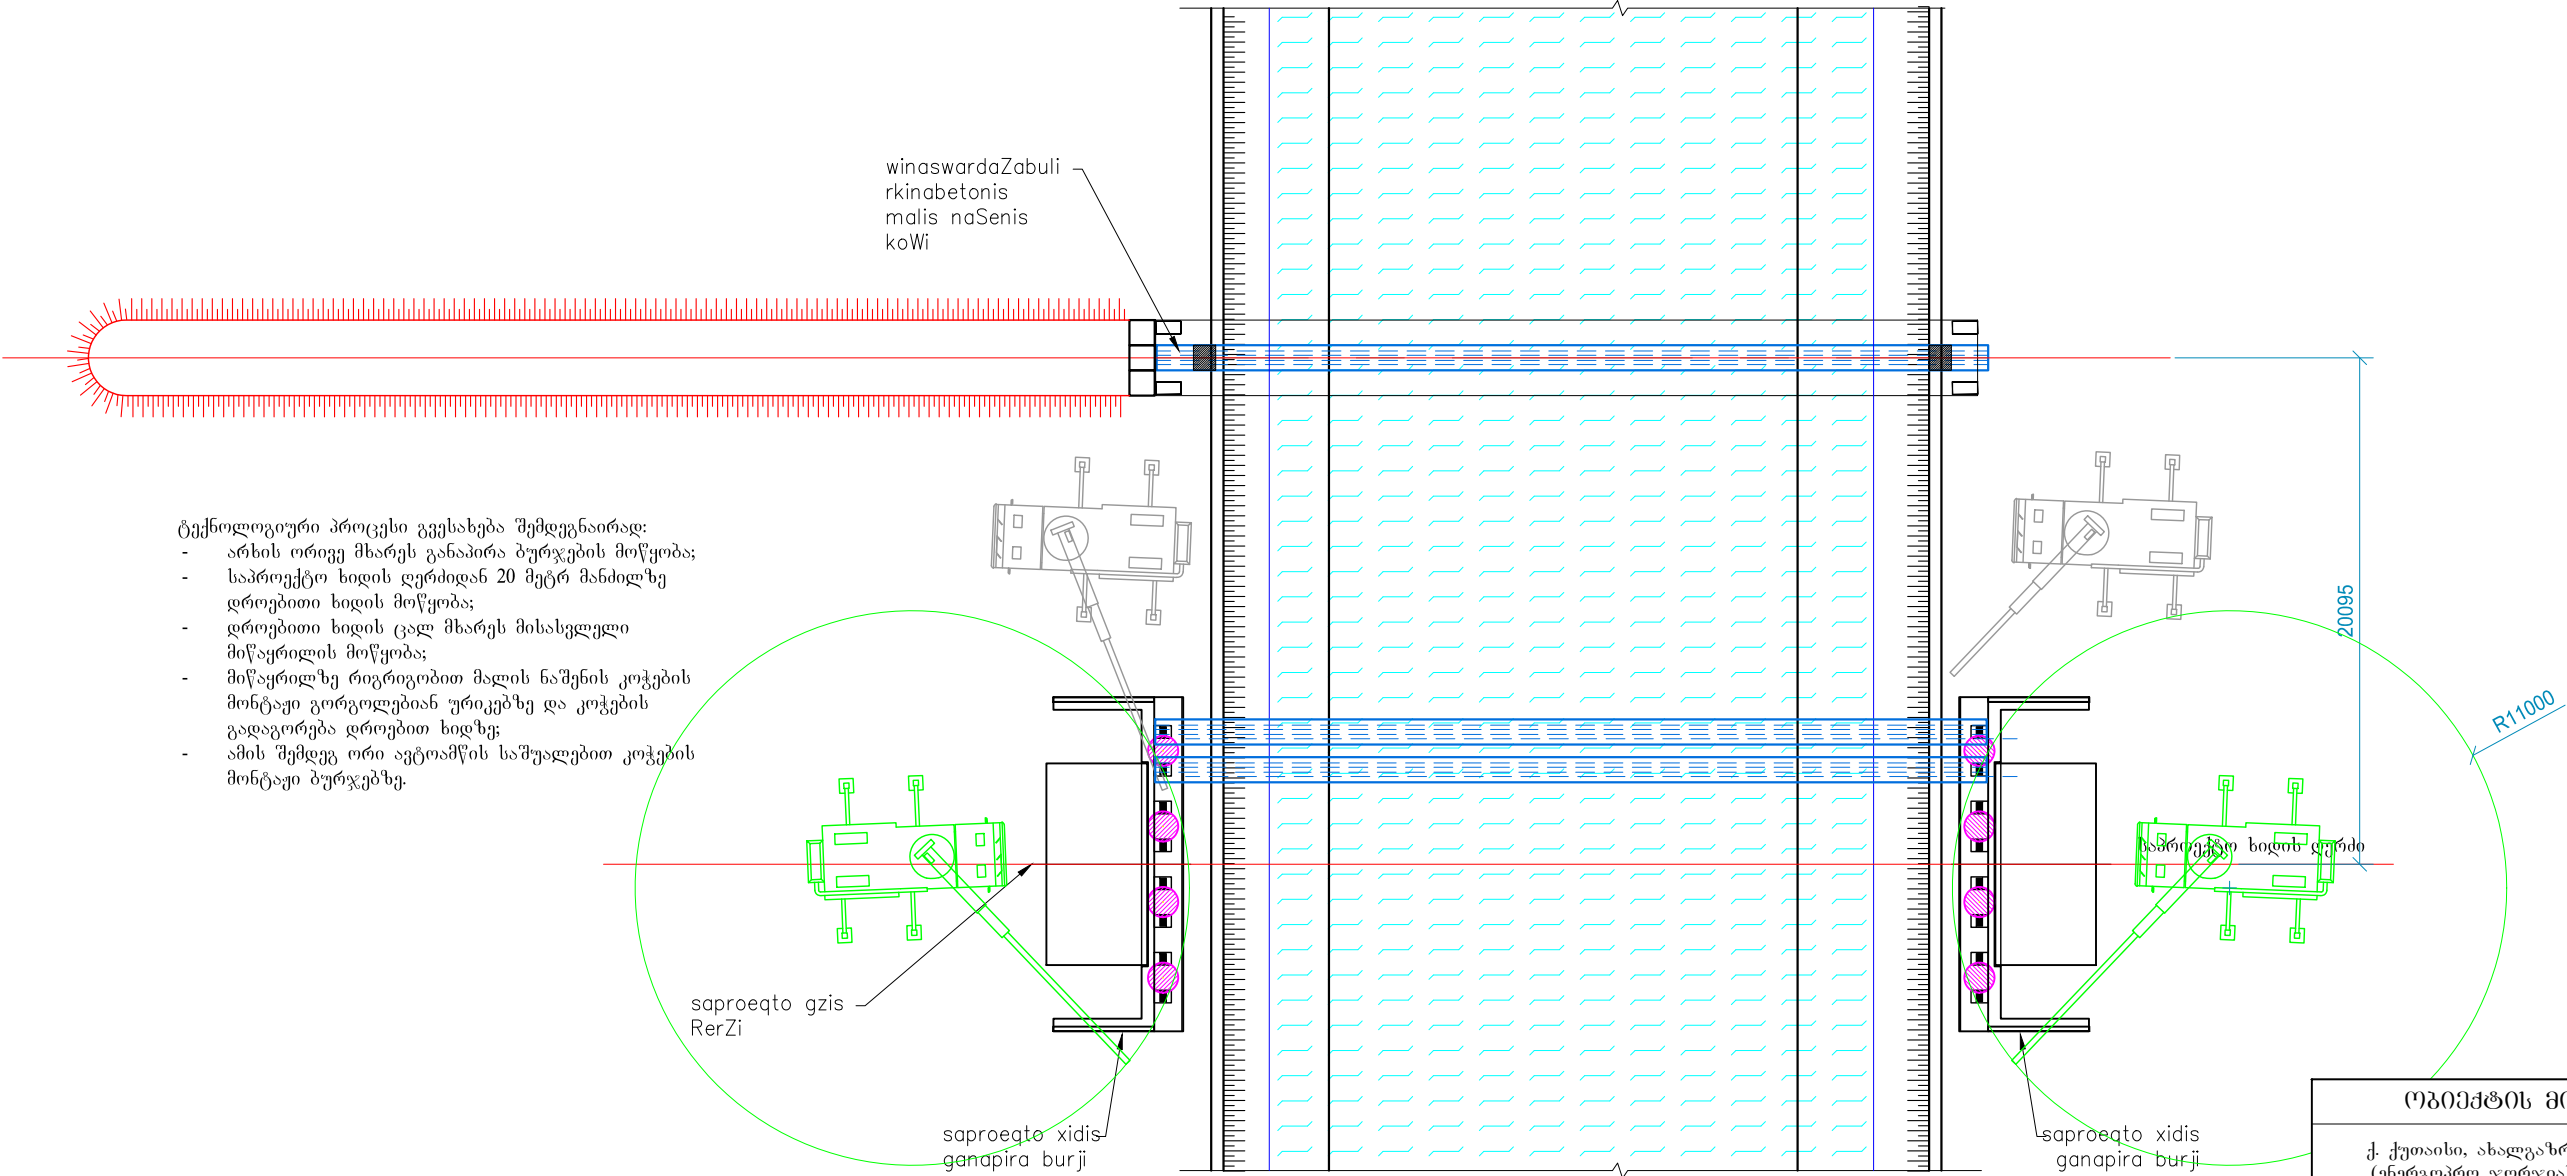 winaswardaZabuli
rkinabetonis
malis naSenis
koWi
ტექნოლოგიური პროცესი გვესახება შემდეგნაირად:
- არხის ორივე მხარეს განაპირა ბურჯების მოწყობა;
- საპროექტო ხიდის ღერძიდან 20 მეტრ მანძილზე
დროებითი ხიდის მოწყობა;
- დროებითი ხიდის ცალ მხარეს მისასვლელი
მიწაყრილის მოწყობა;
- მიწაყრილზე რიგრიგობით მალის ნაშენის კოჭების
მონტაჟი გორგოლებიან ურიკებზე და კოჭების
გადაგორება დროებით ხიდზე;
- ამის შემდეგ ორი ავტოამწის საშუალებით კოჭების
მონტაჟი ბურჯებზე.
20095
R11000
საპროექტო ხიდის ღერძი
saproeqto gzis
RerZi
saproeqto xidis
ganapira burji
saproeqto xidis
ganapira burji
ობიექტის
ქ. ქუთაისი,